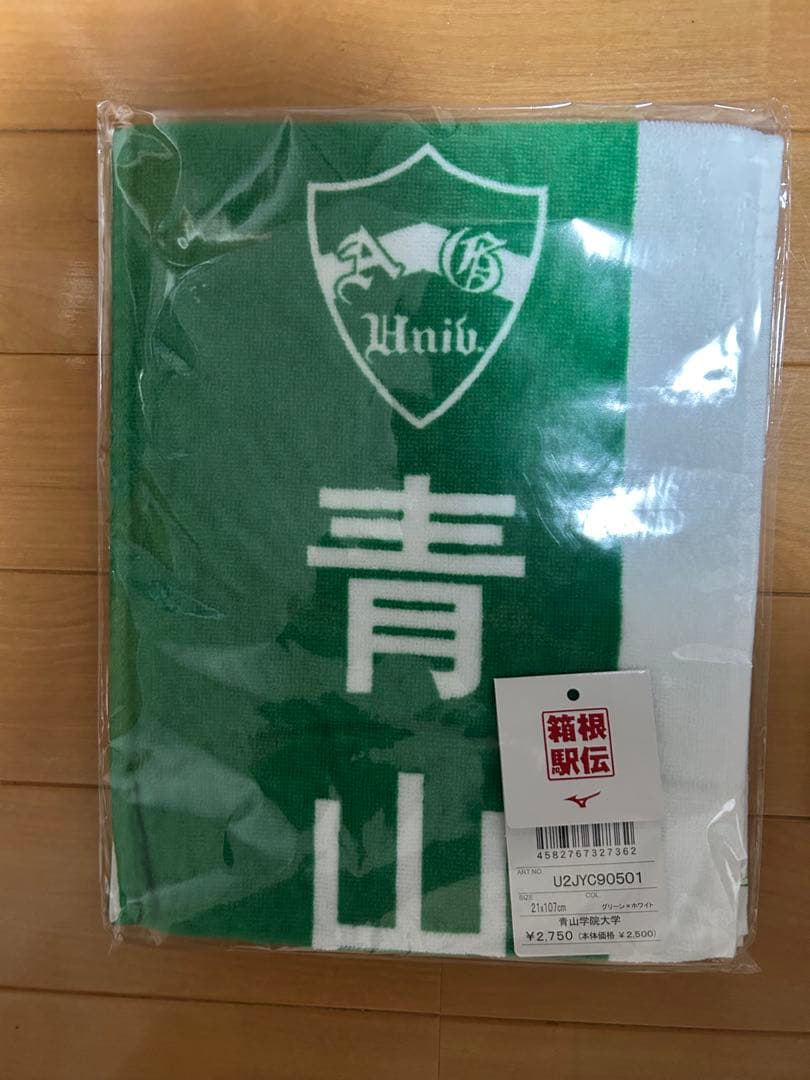 A G
Univ.
青
山
箱根
駅伝
4582767327362
ART NO.
U2JYC90501
SIZE
COL.
21x107cm
グリーン×ホワイト
青山学院大学
¥2,750 (本体価格 ¥2,500)